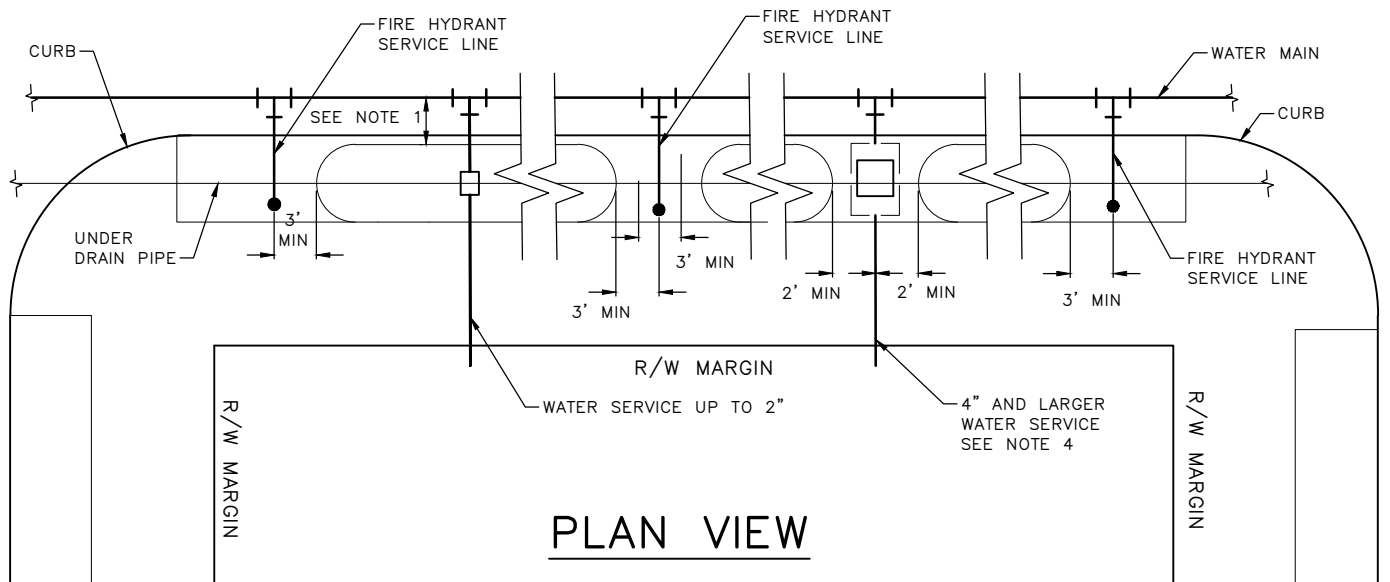 FIRE HYDRANT
SERVICE LINE
FIRE HYDRANT
SERVICE LINE
CURB
WATER MAIN
SEE NOTE 1
CURB
3'
MIN
UNDER
DRAIN PIPE
3' MIN
3' MIN
2' MIN
2' MIN
3' MIN
FIRE HYDRANT
SERVICE LINE
R/W MARGIN
R/W MARGIN
R/W MARGIN
WATER SERVICE UP TO 2"
4" AND LARGER
WATER SERVICE
SEE NOTE 4
PLAN VIEW